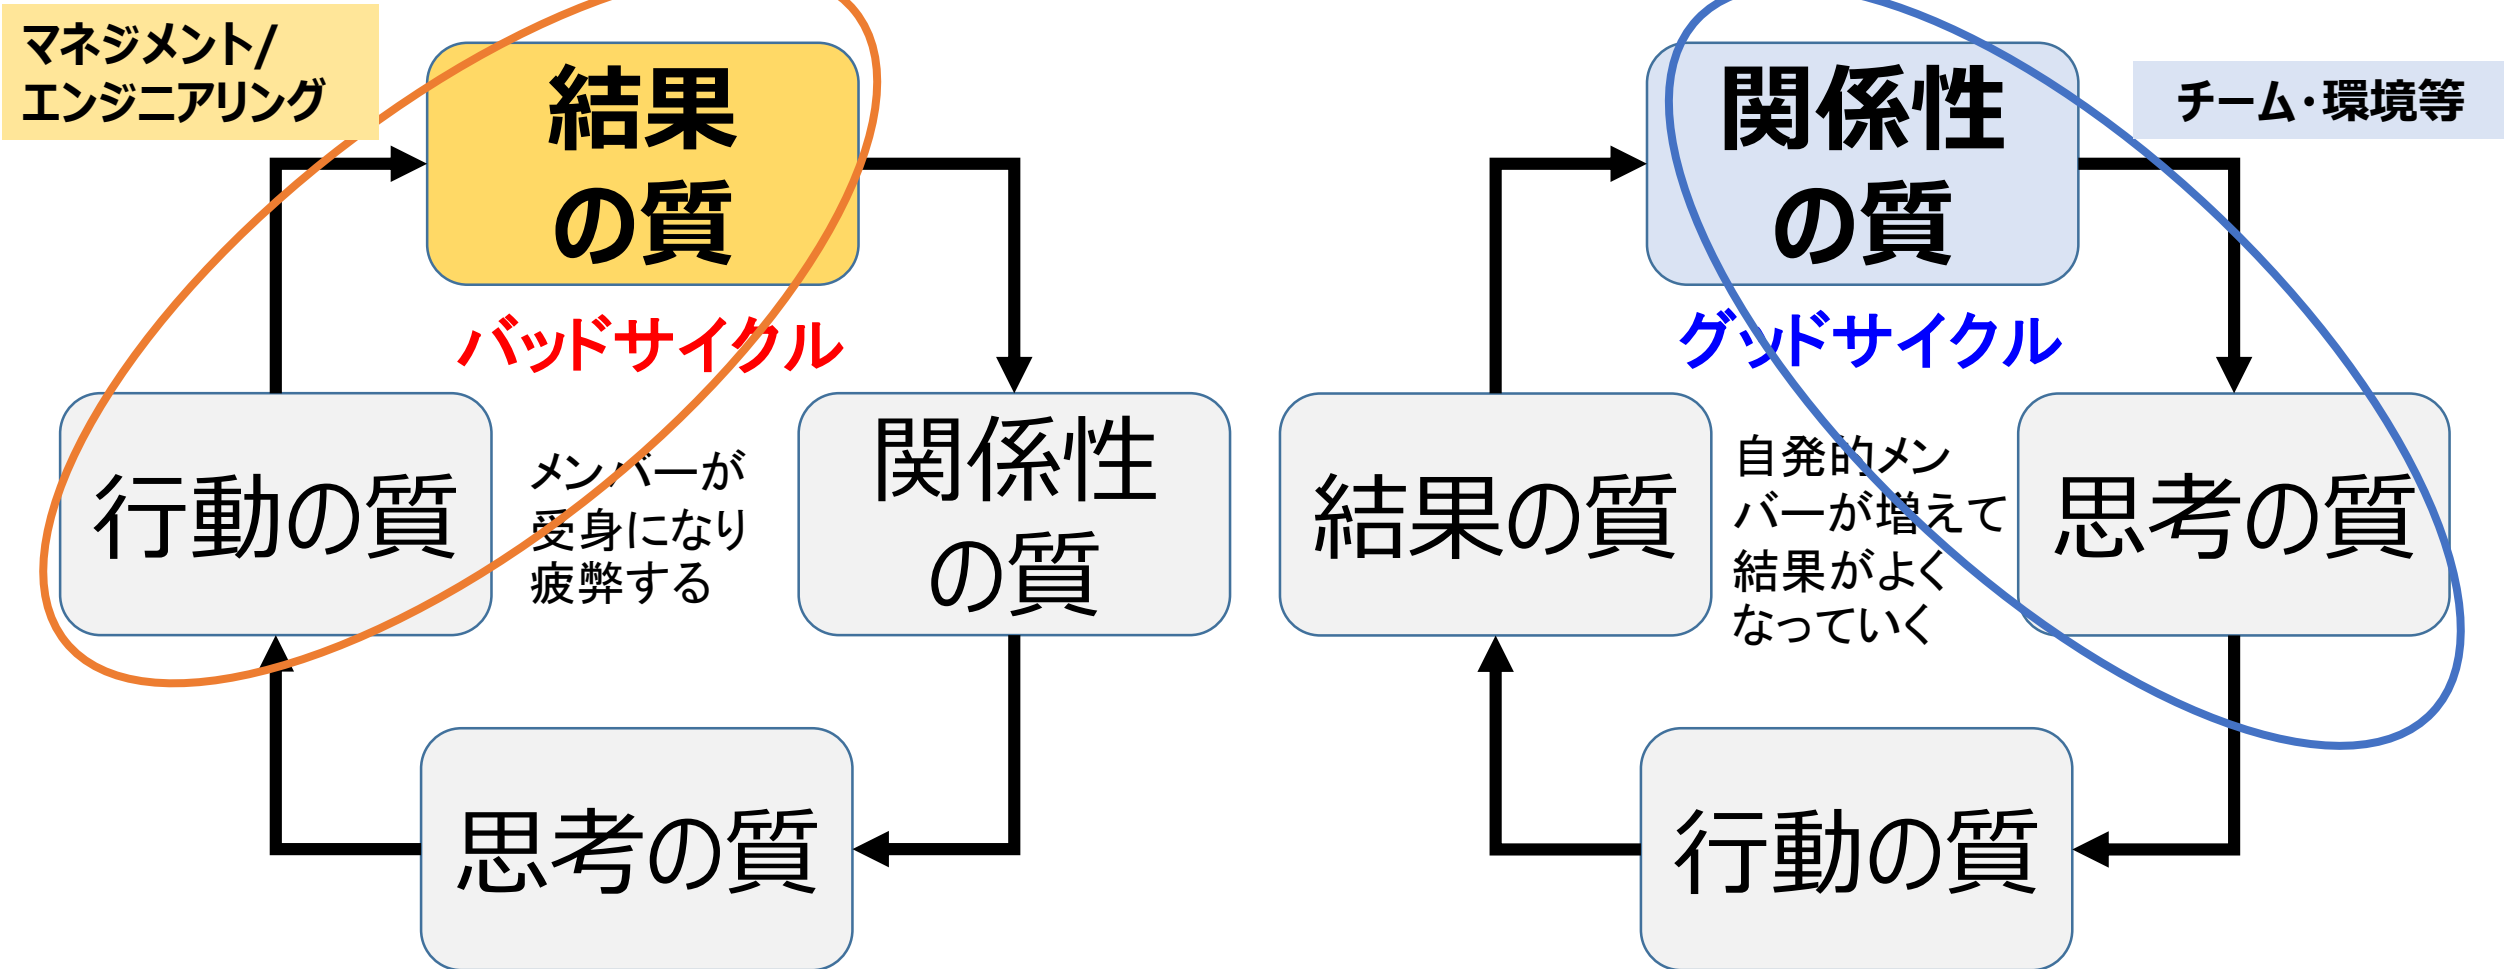 マネジメント/
エンジニアリング
結果
の質
バッドサイクル
行動の質
メンバーが
受身になり
疲弊する
関係性
の質
思考の質
関係性
の質
チーム・環境等
グッドサイクル
結果の質
自発的メン
バーが増えて
結果がよく
なっていく
思考の質
行動の質